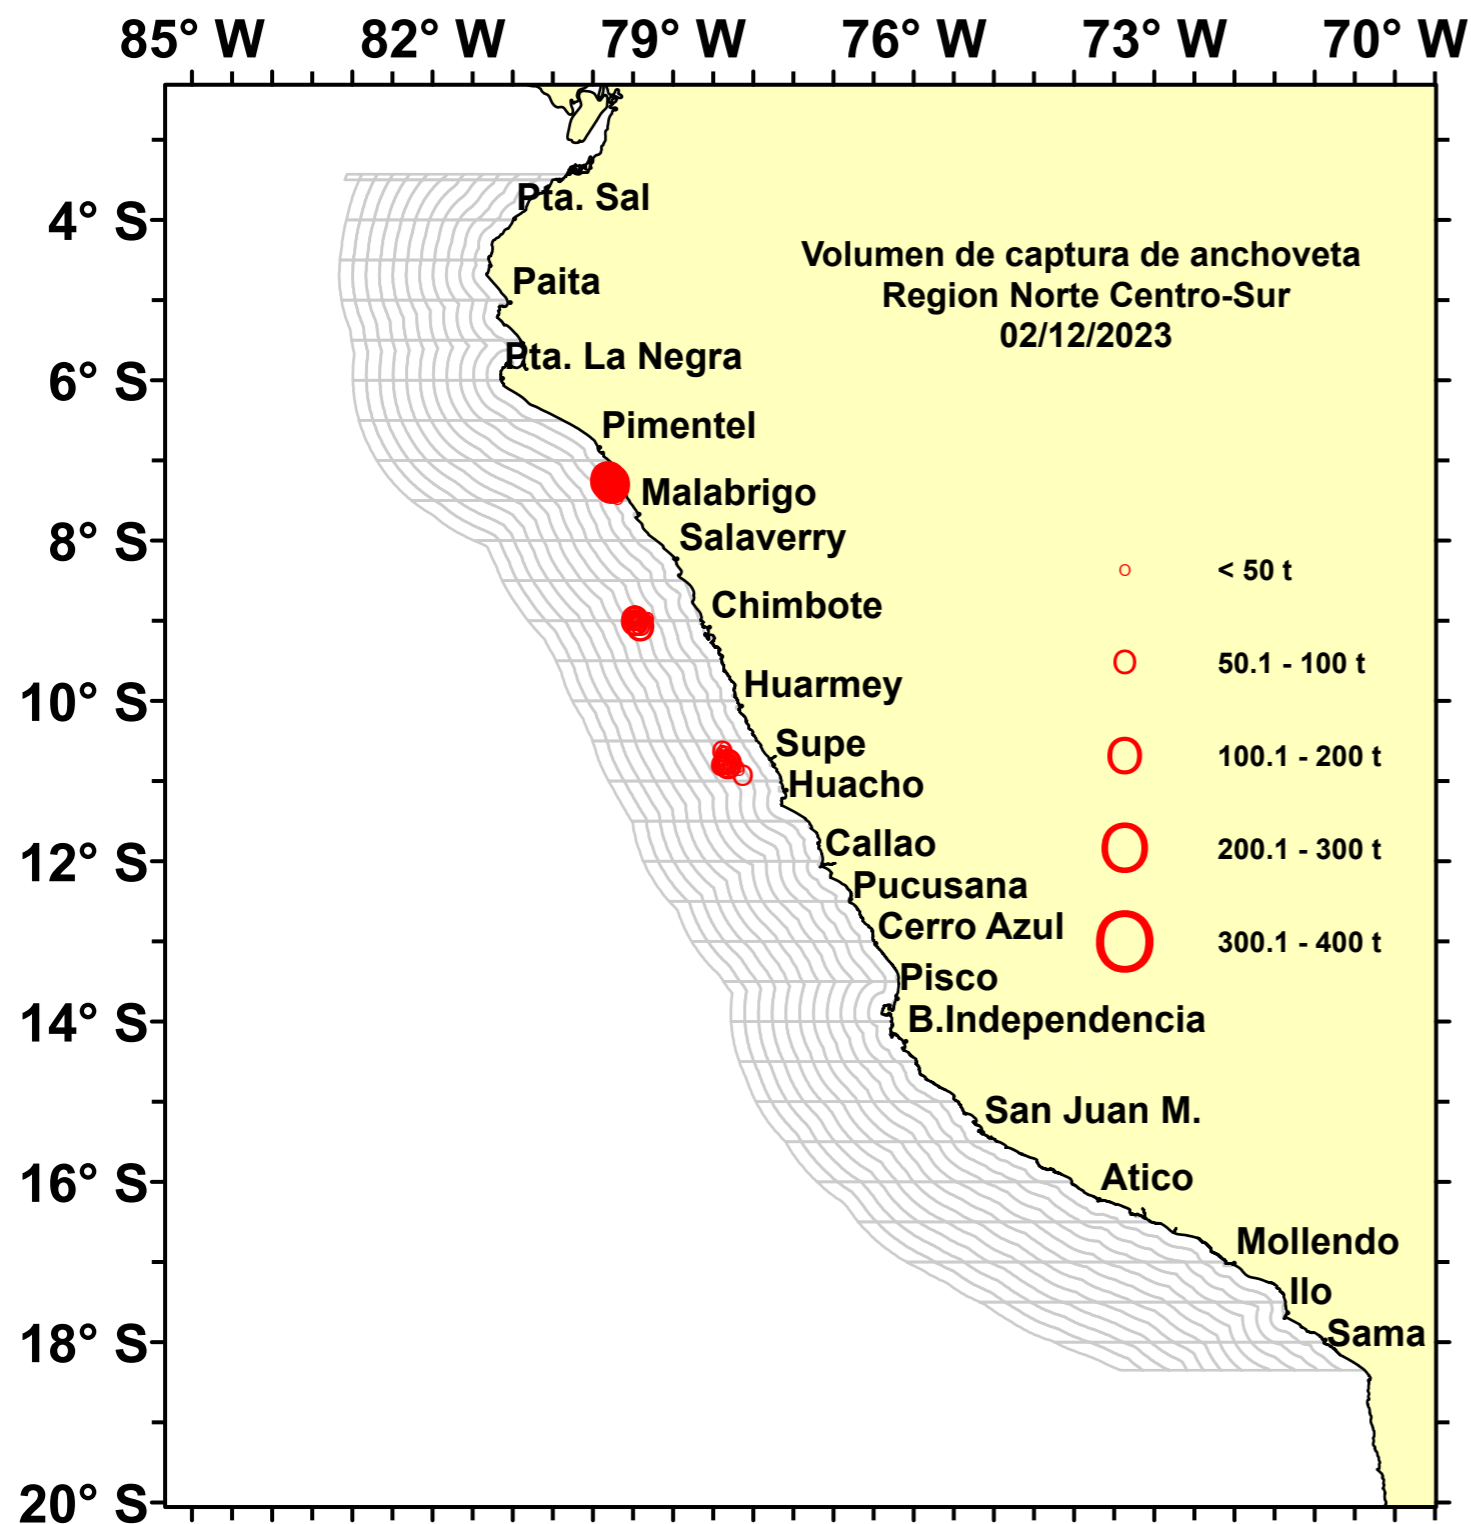 85° W 82° W 79° W 76° W 73° W 70° W
Pta. Sal
4° S
Volumen de captura de anchoveta
Paita
Region Norte Centro-Sur
02/12/2023
Pta. La Negra
6° S
Pimentel
Malabrigo
8° S
Salaverry
< 50 t
Chimbote
50.1 - 100 t
Huarmey
10° S
Supe
100.1 - 200 t
Huacho
Callao
200.1 - 300 t
12° S
Pucusana
Cerro Azul
300.1 - 400 t
Pisco
B.Independencia
14° S
San Juan M.
Atico
16° S
Mollendo
Ilo
Sama
18° S
20° S